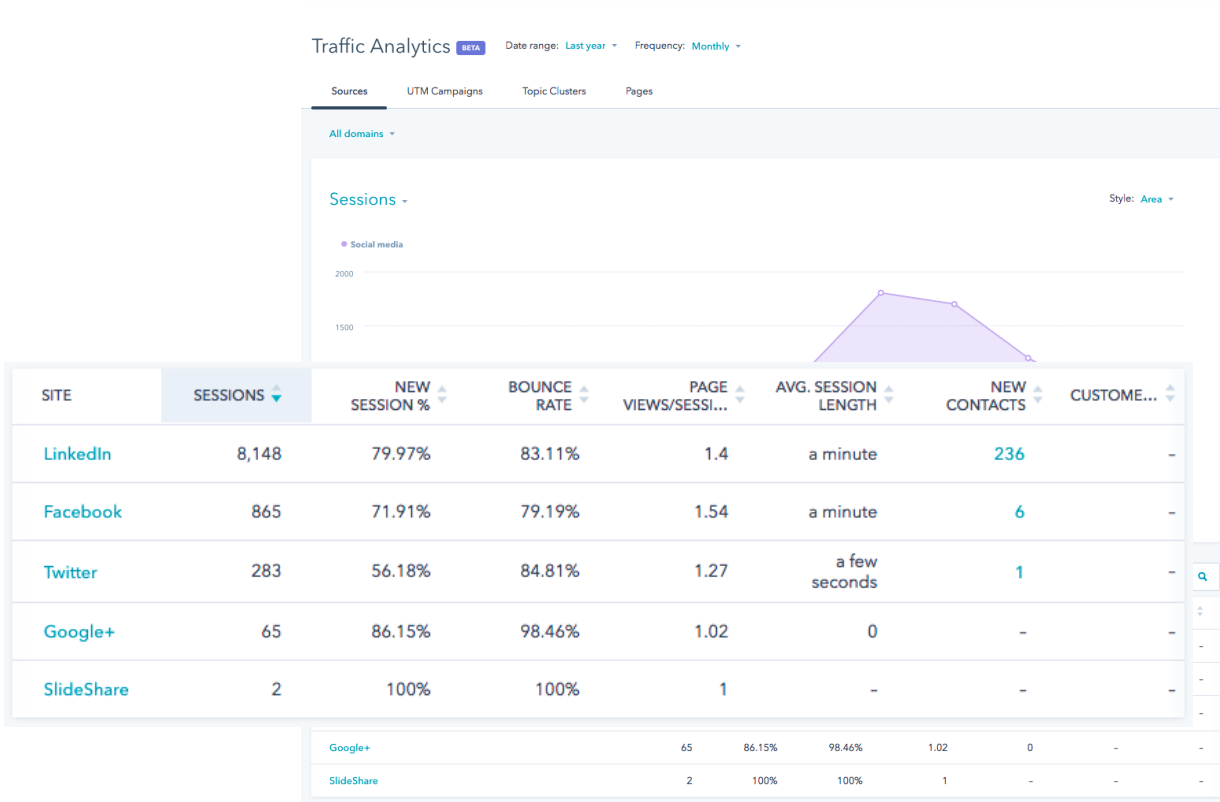 Traffic Analytics BETA Date range: Last year Frequency: Monthly
Sources UTM Campaigns Topic Clusters Pages
All domains
Sessions Style: Area
Social media
2000
1500
SITE SESSIONS NEW SESSION % BOUNCE RATE PAGE VIEWS/SESSI... AVG. SESSION LENGTH NEW CONTACTS CUSTOME...
LinkedIn 8,148 79.97% 83.11% 1.4 a minute 236 -
Facebook 865 71.91% 79.19% 1.54 a minute 6 -
Twitter 283 56.18% 84.81% 1.27 a few seconds 1 -
Google+ 65 86.15% 98.46% 1.02 0 - -
SlideShare 2 100% 100% 1 - - -
Google+ 65 86.15% 98.46% 1.02 0 - -
SlideShare 2 100% 100% 1 - - -